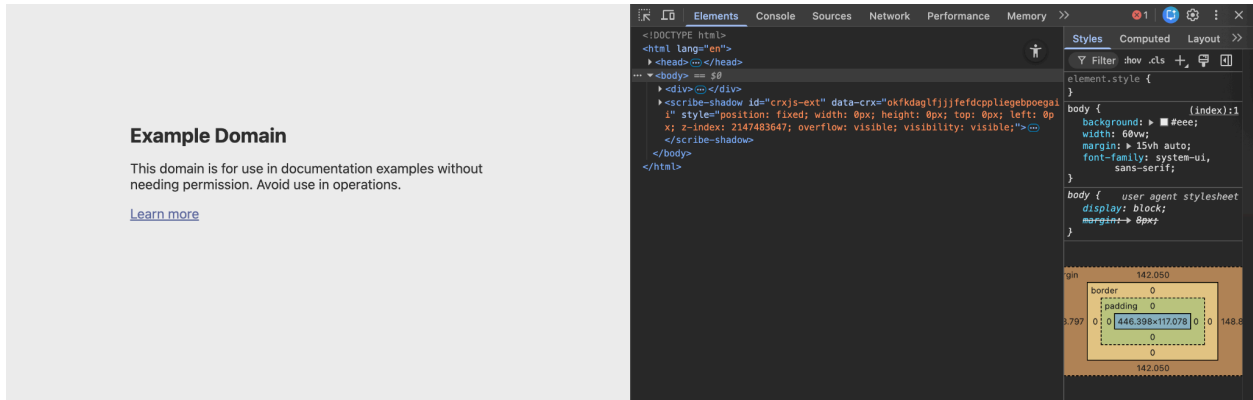 Example Domain
This domain is for use in documentation examples without
needing permission. Avoid use in operations.
Learn more
Elements Console Sources Network Performance Memory
1
<!DOCTYPE html>
<html lang="en">
<head> </head>
<body> == $0
<div> </div>
<scribe-shadow id="crxjs-ext" data-crx="okfkdaglfjjjfefdcppliegebpoegai
i" style="position: fixed; width: 0px; height: 0px; top: 0px; left: 0p
x; z-index: 2147483647; overflow: visible; visibility: visible;">
</scribe-shadow>
</body>
</html>
Styles Computed Layout
Filter :hov .cls
element.style {
}
body { (index):1
background: #eee;
width: 60vw;
margin: 15vh auto;
font-family: system-ui,
sans-serif;
}
body { user agent stylesheet
display: block;
margin: 8px;
}
142.050
border 0
padding 0
0 0 446.398×117.078 0 0
0
0
142.050